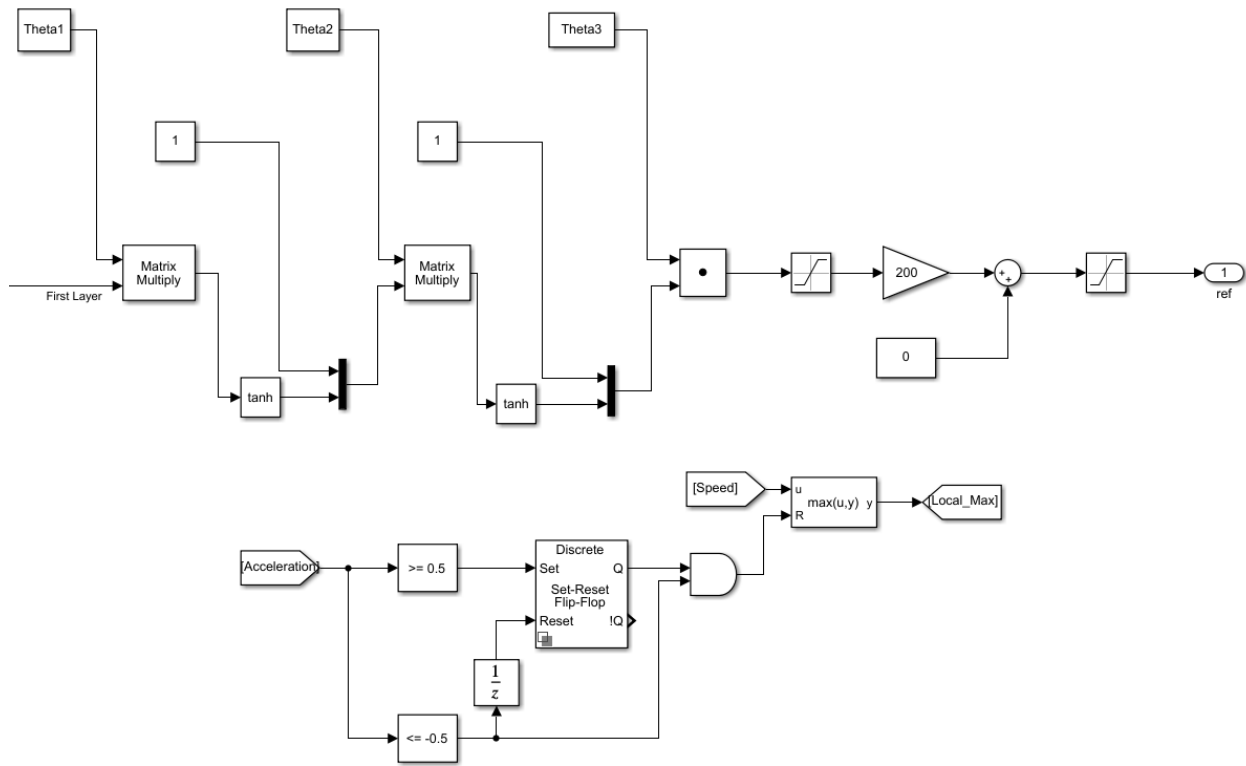 Theta1
Theta2
Theta3
1
1
Matrix
Multiply
First Layer
Matrix
Multiply
200
1
ref
0
tanh
tanh
[Speed]
u
R
max(u,y)
y
[Local_Max]
[Acceleration]
>= 0.5
Discrete
Set
Q
Set-Reset
Flip-Flop
Reset
!Q
1
z
<= -0.5